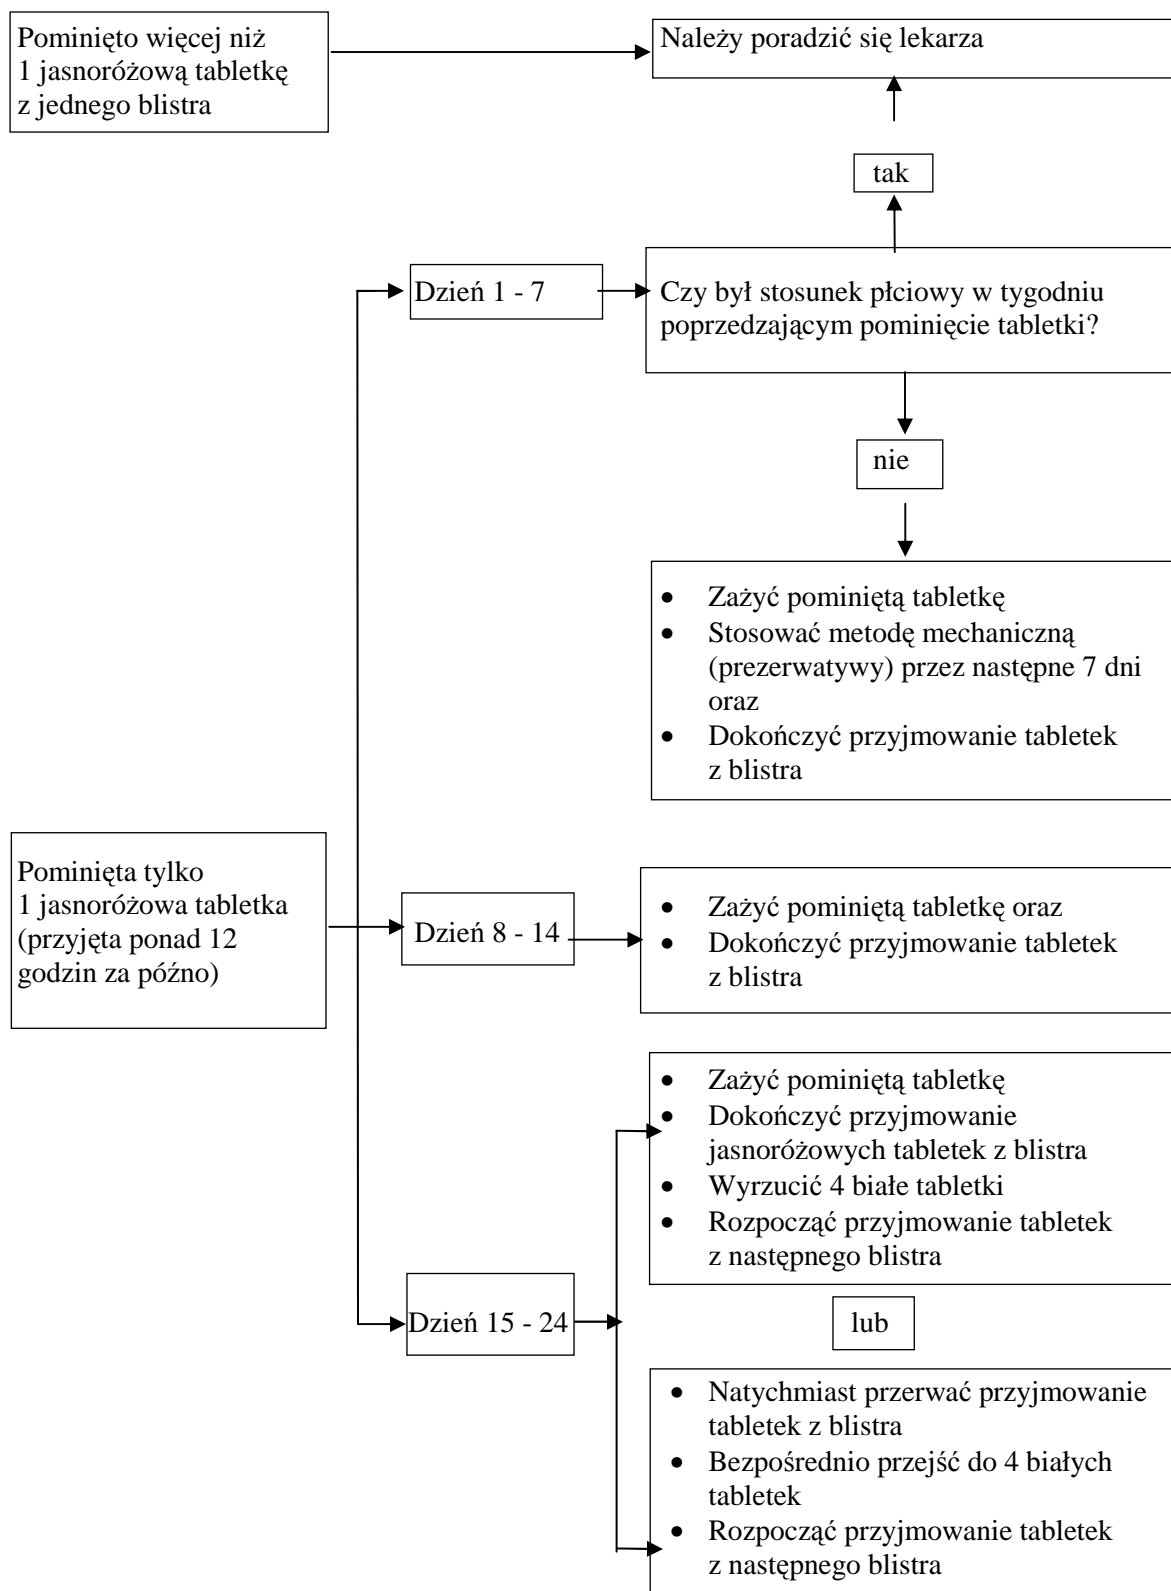 Pominięto więcej niż
1 jasnoróżową tabletkę
z jednego blistra
Należy poradzić się lekarza
tak
Dzień 1 - 7
Czy był stosunek płciowy w tygodniu
poprzedzającym pominięcie tabletki?
nie
• Zażyć pominiętą tabletkę
• Stosować metodę mechaniczną
(prezerwatywy) przez następne 7 dni
oraz
• Dokończyć przyjmowanie tabletek
z blistra
Pominięta tylko
1 jasnoróżowa tabletka
(przyjęta ponad 12
godzin za późno)
Dzień 8 - 14
• Zażyć pominiętą tabletkę oraz
• Dokończyć przyjmowanie tabletek
z blistra
Dzień 15 - 24
• Zażyć pominiętą tabletkę
• Dokończyć przyjmowanie
jasnoróżowych tabletek z blistra
• Wyrzucić 4 białe tabletki
• Rozpocząć przyjmowanie tabletek
z następnego blistra
lub
• Natychmiast przerwać przyjmowanie
tabletek z blistra
• Bezpośrednio przejść do 4 białych
tabletek
• Rozpocząć przyjmowanie tabletek
z następnego blistra